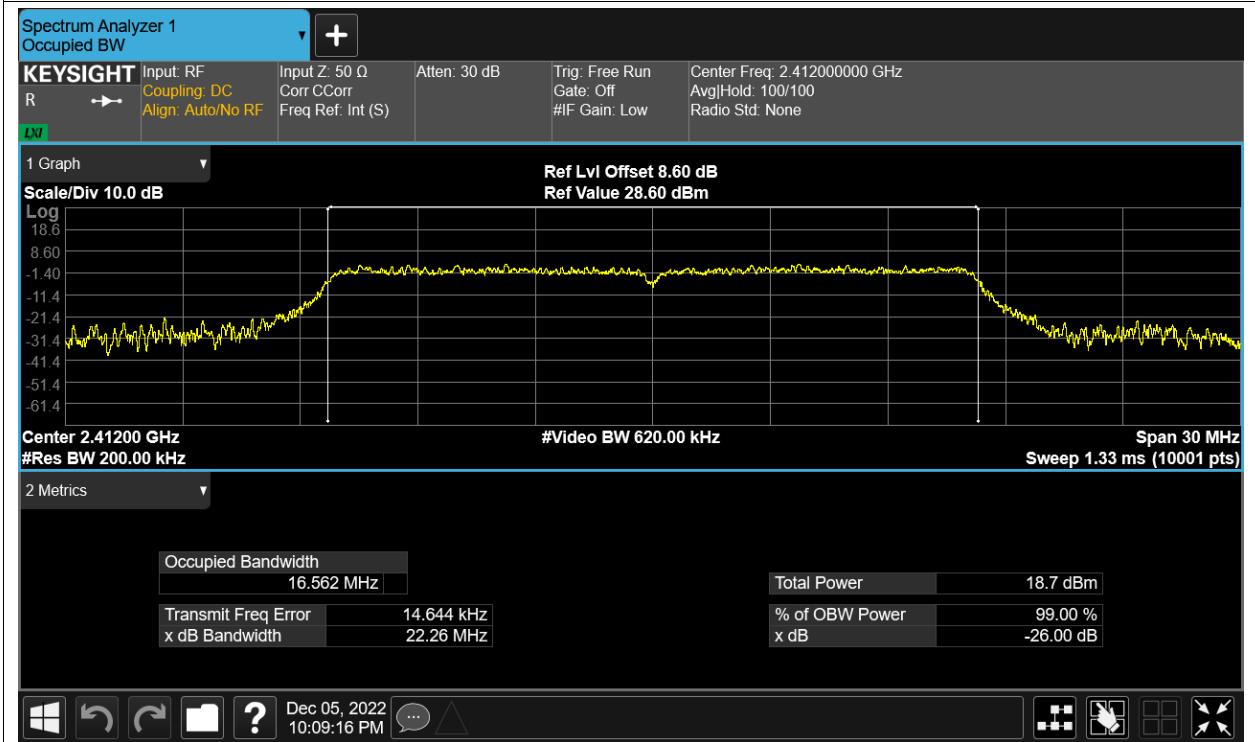 Spectrum Analyzer 1
Occupied BW
KEYSIGHT Input: RF Input Z: 50 Ω Atten: 30 dB Trig: Free Run Center Freq: 2.412000000 GHz
R Coupling: DC Corr CCorr Gate: Off Avg|Hold: 100/100
Align: Auto/No RF Freq Ref: Int (S) #IF Gain: Low Radio Std: None
LXI
1 Graph Ref Lvl Offset 8.60 dB
Scale/Div 10.0 dB Ref Value 28.60 dBm
Log
18.6
8.60
-1.40
-11.4
-21.4
-31.4
-41.4
-51.4
-61.4
Center 2.41200 GHz #Video BW 620.00 kHz Span 30 MHz
#Res BW 200.00 kHz Sweep 1.33 ms (10001 pts)
2 Metrics
Occupied Bandwidth
16.562 MHz Total Power 18.7 dBm
Transmit Freq Error 14.644 kHz % of OBW Power 99.00 %
x dB Bandwidth 22.26 MHz x dB -26.00 dB
? Dec 05, 2022
10:09:16 PM